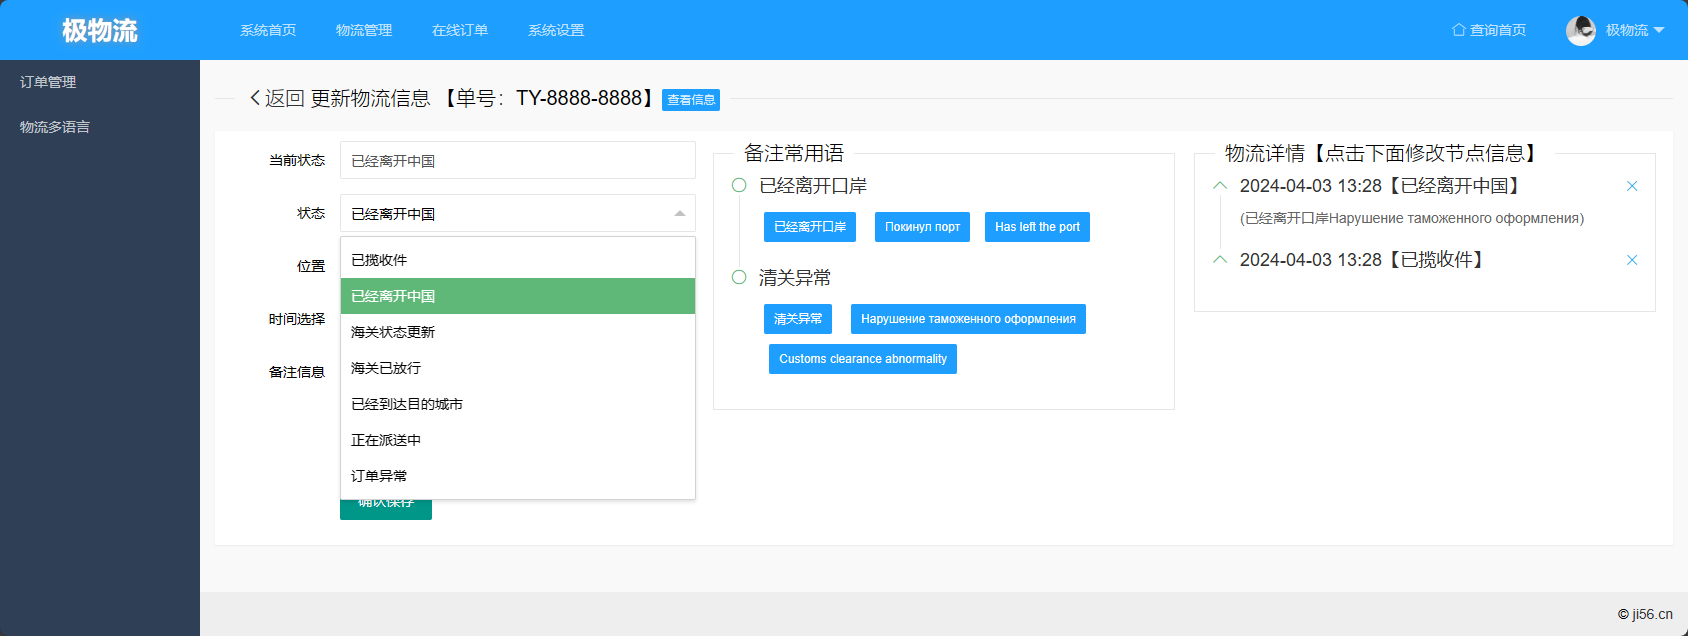 极物流
系统首页
物流管理
在线订单
系统设置
查询首页
极物流
订单管理
物流多语言
返回 更新物流信息 【单号：TY-8888-8888】 查看信息
当前状态
已经离开中国
状态
已经离开中国
位置
时间选择
备注信息
已揽收件
已经离开中国
海关状态更新
海关已放行
已经到达目的城市
正在派送中
订单异常
确认保存
备注常用语
已经离开口岸
已经离开口岸
Покинул порт
Has left the port
清关异常
清关异常
Нарушение таможенного оформления
Customs clearance abnormality
物流详情【点击下面修改节点信息】
2024-04-03 13:28【已经离开中国】
(已经离开口岸Нарушение таможенного оформления)
2024-04-03 13:28【已揽收件】
© ji56.cn